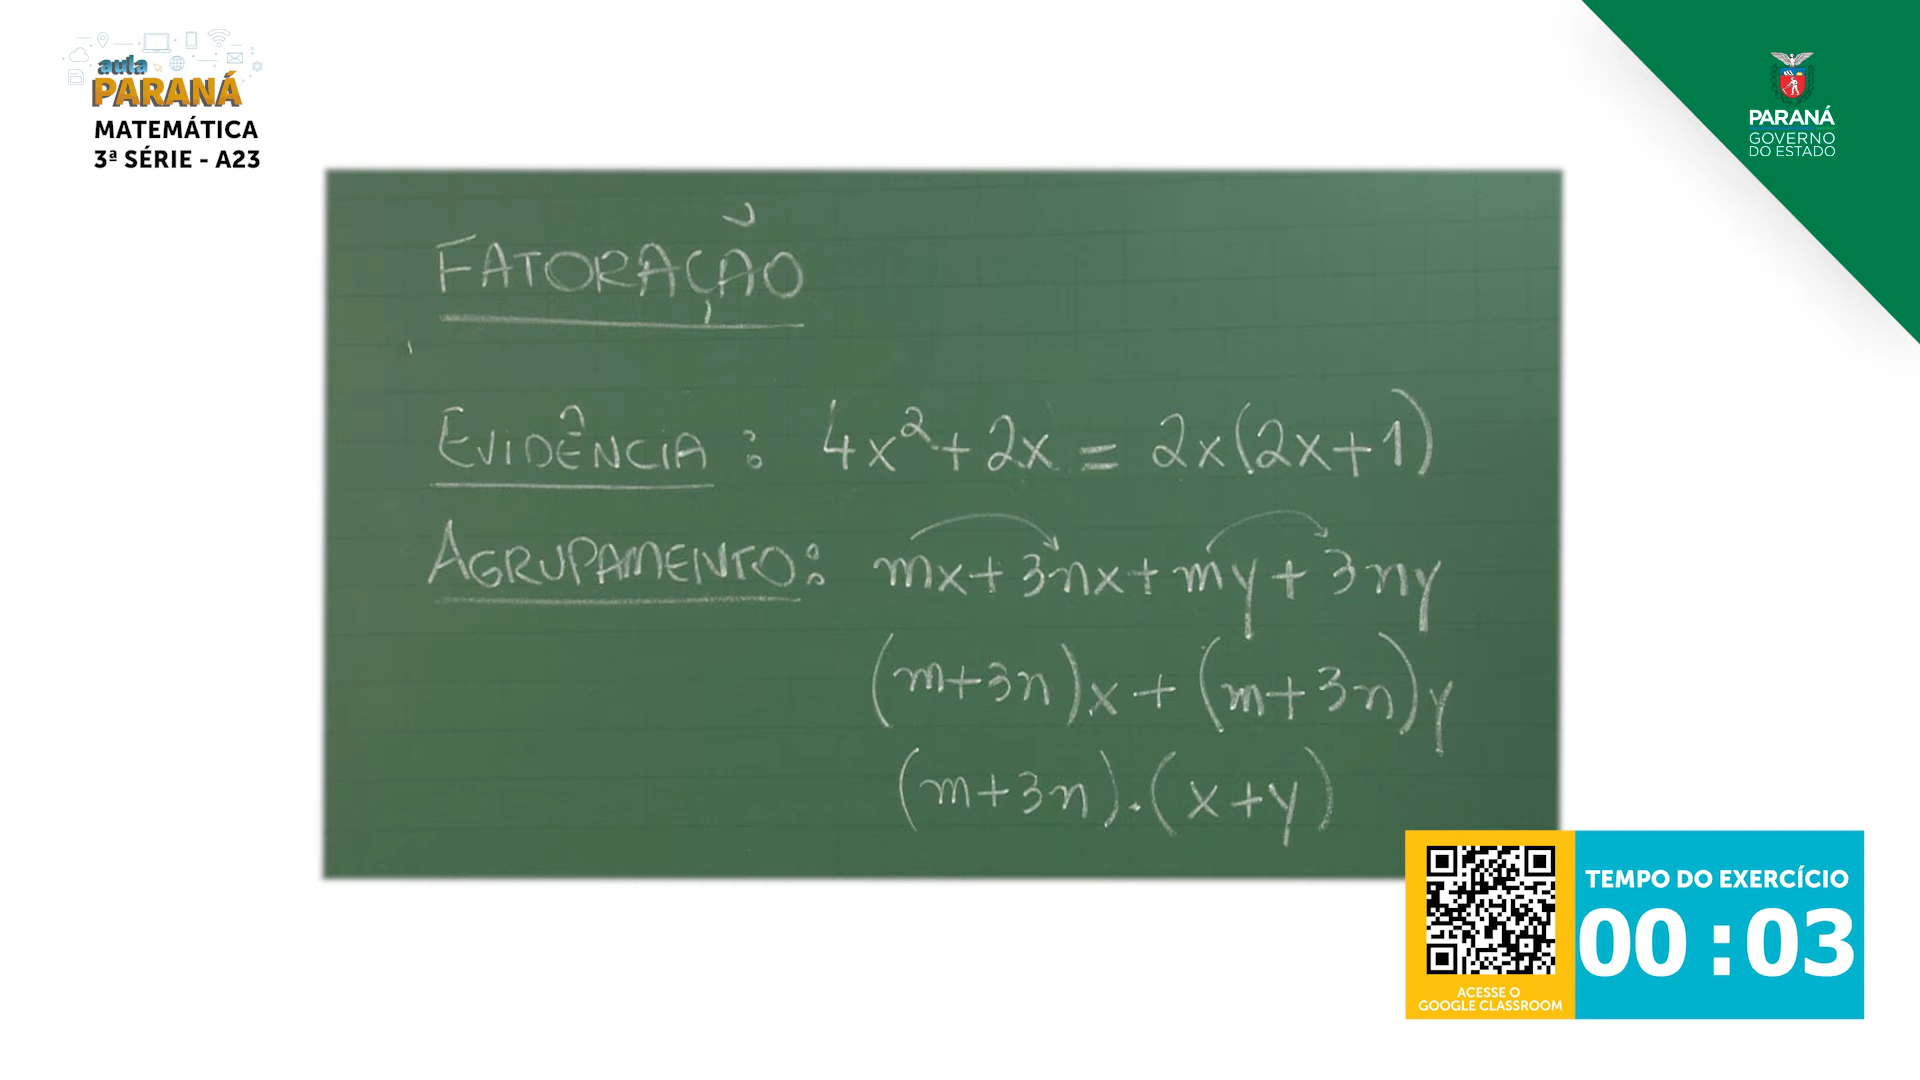 aula
PARANÁ
MATEMÁTICA
3ª SÉRIE - A23
PARANÁ
GOVERNO
DO ESTADO
FATORAÇÃO
EVIDÊNCIA : 4x²+2x = 2x(2x+1)
AGRUPAMENTO: mx+3nx+my+3ny
(m+3n)x+(m+3n)y
(m+3n).(x+y)
ACESSE O
GOOGLE CLASSROOM
TEMPO DO EXERCÍCIO
00:03